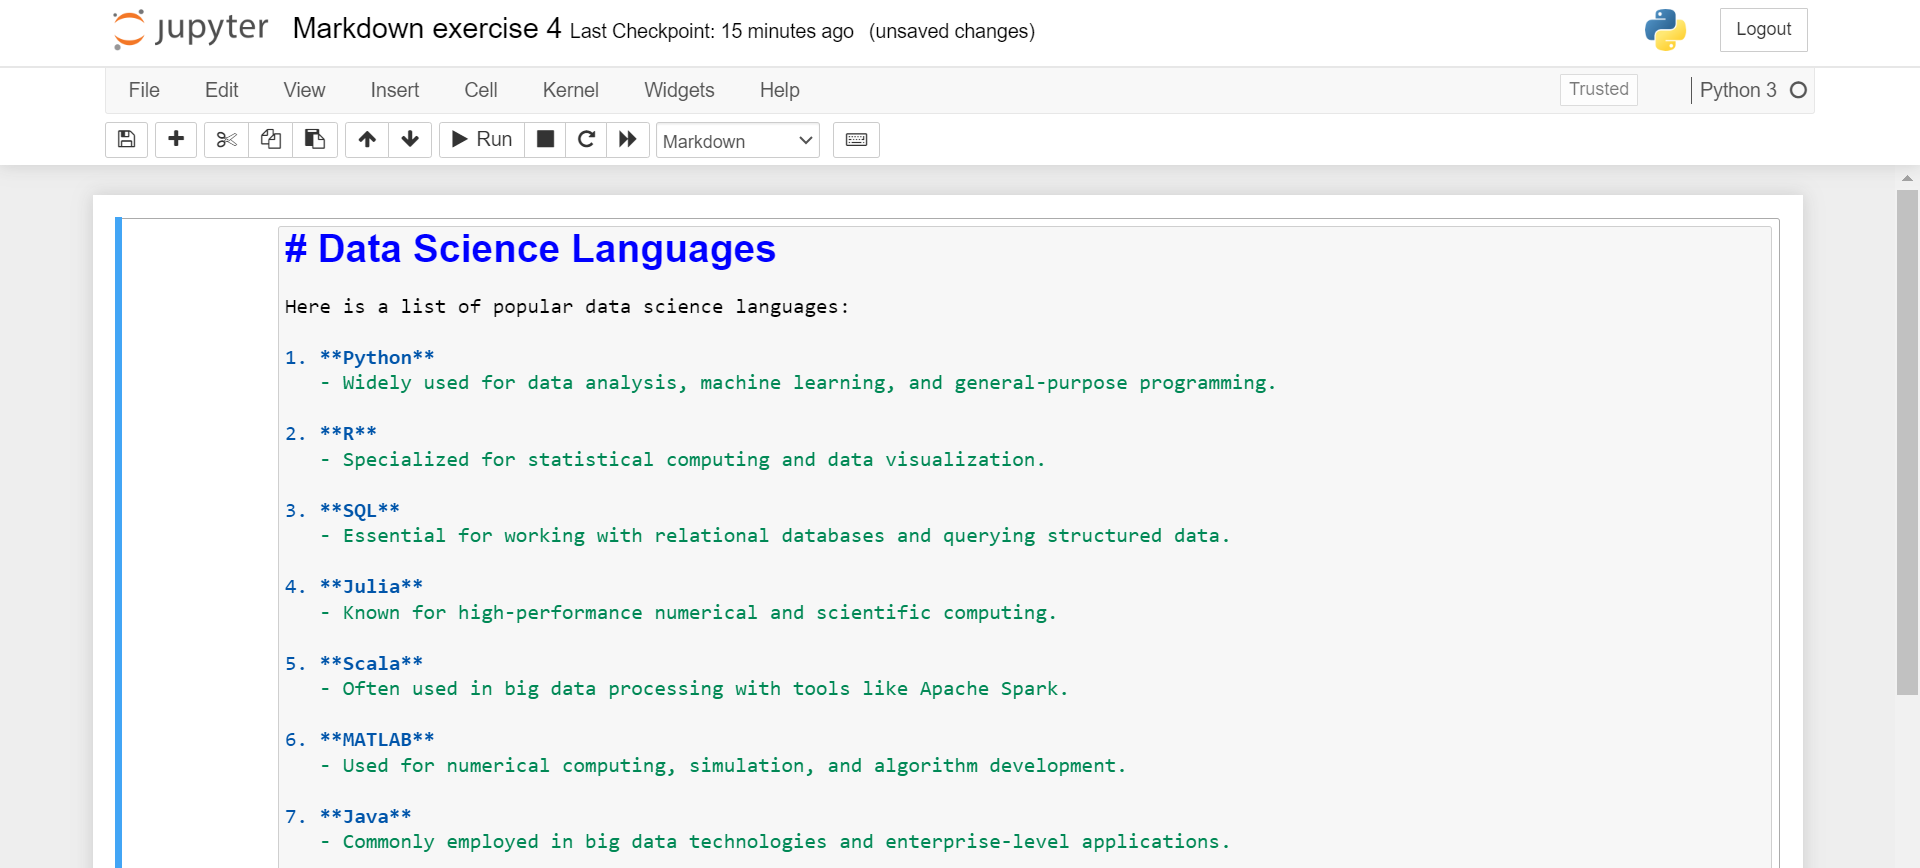 jupyter Markdown exercise 4 Last Checkpoint: 15 minutes ago (unsaved changes) Logout
File Edit View Insert Cell Kernel Widgets Help Trusted Python 3
Run Markdown
# Data Science Languages
Here is a list of popular data science languages:
1. **Python**
- Widely used for data analysis, machine learning, and general-purpose programming.
2. **R**
- Specialized for statistical computing and data visualization.
3. **SQL**
- Essential for working with relational databases and querying structured data.
4. **Julia**
- Known for high-performance numerical and scientific computing.
5. **Scala**
- Often used in big data processing with tools like Apache Spark.
6. **MATLAB**
- Used for numerical computing, simulation, and algorithm development.
7. **Java**
- Commonly employed in big data technologies and enterprise-level applications.